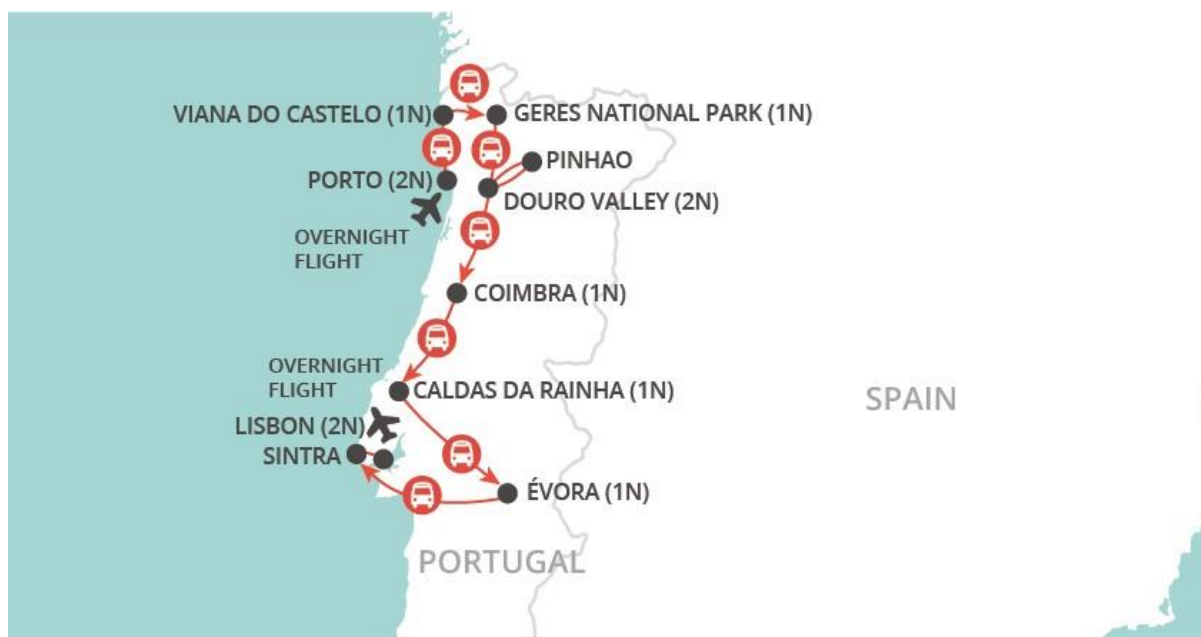 VIANA DO CASTELO (1N)
GERES NATIONAL PARK (1N)
PINHAO
PORTO (2N)
DOURO VALLEY (2N)
OVERNIGHT
FLIGHT
COIMBRA (1N)
OVERNIGHT
FLIGHT
CALDAS DA RAINHA (1N)
SPAIN
LISBON (2N)
SINTRA
ÉVORA (1N)
PORTUGAL